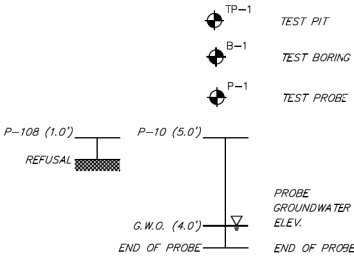 TP-1 TEST PIT
B-1 TEST BORING
P-1 TEST PROBE
P-108 (1.0') P-10 (5.0')
REFUSAL
PROBE
GROUNDWATER
G.W.O. (4.0') ELEV.
END OF PROBE END OF PROBE